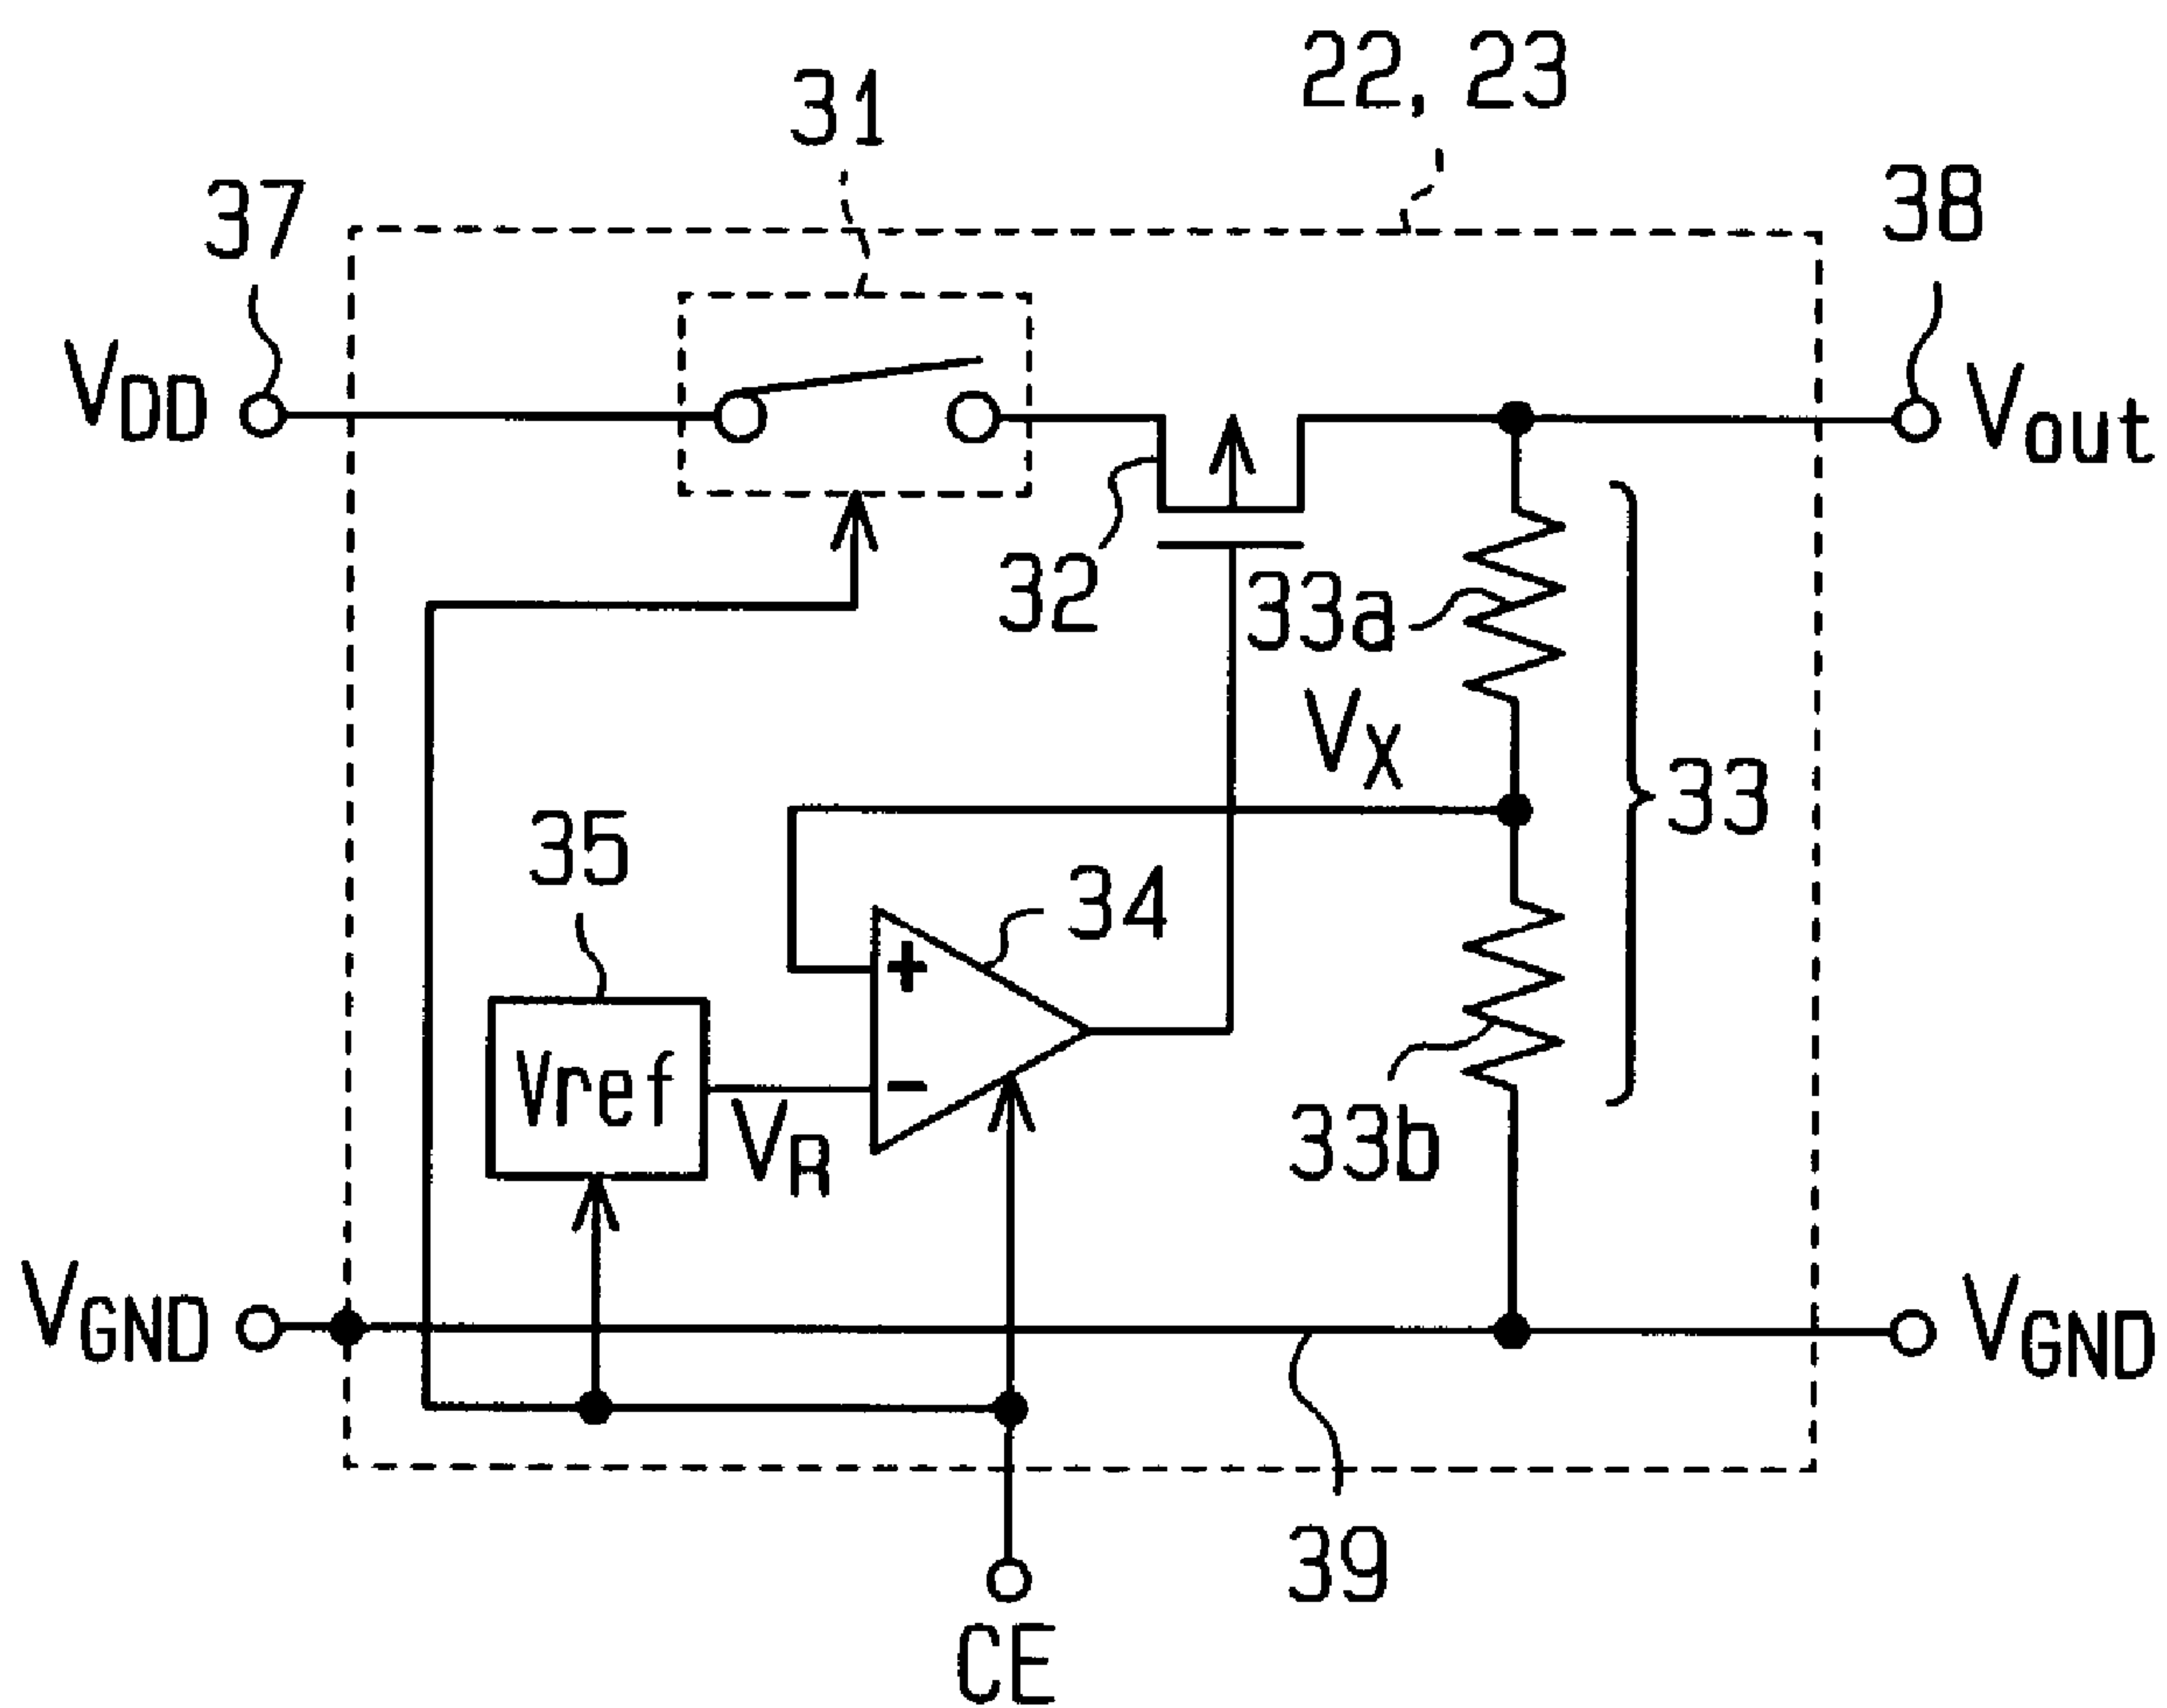 22, 23
31
37
38
VDD
Vout
32
33a
VX
33
35
34
+
Vref
-
VR
33b
VGND
VGND
39
CE